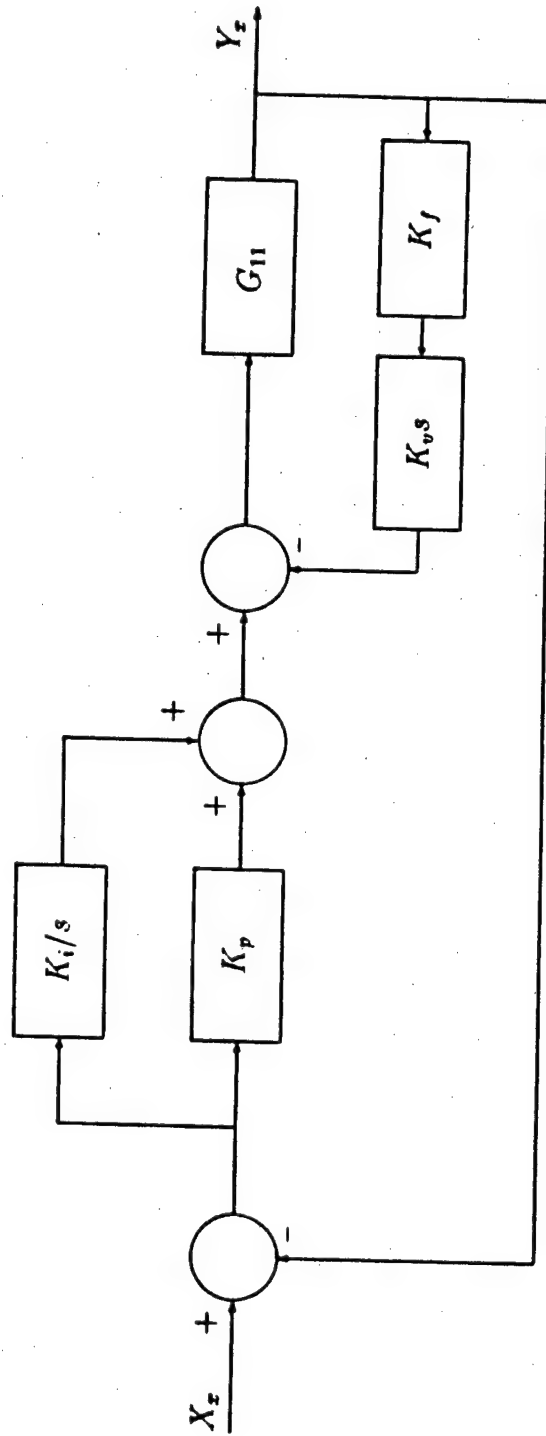 X_x
+
-
K_i/s
K_p
+
+
+
-
G_11
Y_x
K_v s
K_f